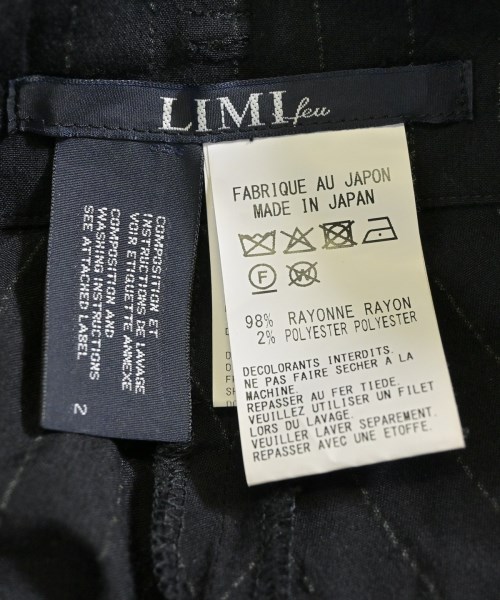 LIMI feu
COMPOSITION ET
INSTRUCTIONS DE LAVAGE
VOIR ETIQUETTE ANNEXE
COMPOSITION AND
WASHING INSTRUCTIONS
SEE ATTACHED LABEL
2
FABRIQUE AU JAPON
MADE IN JAPAN
F W
98% RAYONNE RAYON
2% POLYESTER POLYESTER
DECOLORANTS INTERDITS.
NE PAS FAIRE SECHER A LA
MACHINE.
REPASSER AU FER TIEDE.
VEUILLEZ UTILISER UN FILET
LORS DU LAVAGE.
VEUILLER LAVER SEPAREMENT.
REPASSER AVEC UNE ETOFFE.